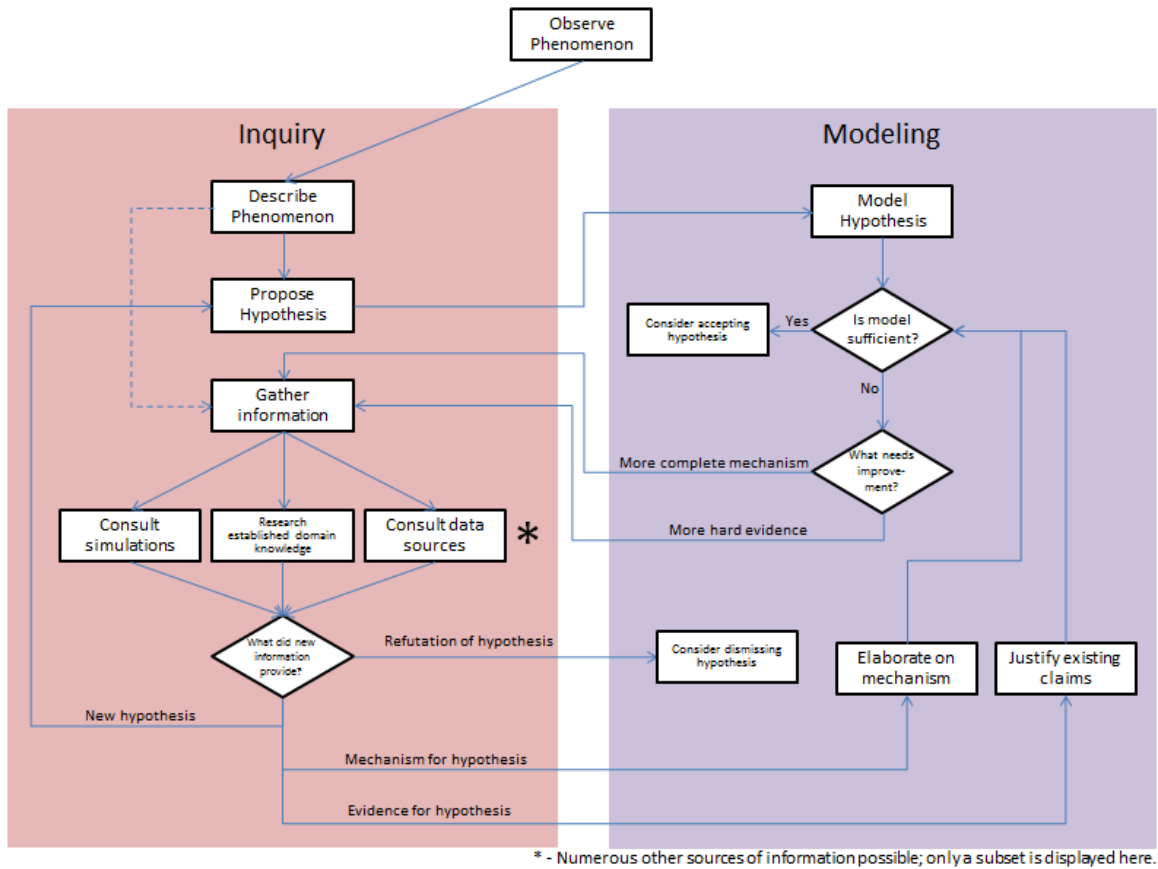 Observe
Phenomenon
Inquiry
Describe
Phenomenon
Propose
Hypothesis
Gather
information
Consult
simulations
Research
established domain
knowledge
Consult data
sources
*
What did new
information
provide?
Refutation of hypothesis
New hypothesis
Mechanism for hypothesis
Evidence for hypothesis
Modeling
Model
Hypothesis
Is model
sufficient?
Yes
Consider accepting
hypothesis
No
What needs
improve-
ment?
More complete mechanism
More hard evidence
Consider dismissing
hypothesis
Elaborate on
mechanism
Justify existing
claims
* - Numerous other sources of information possible; only a subset is displayed here.